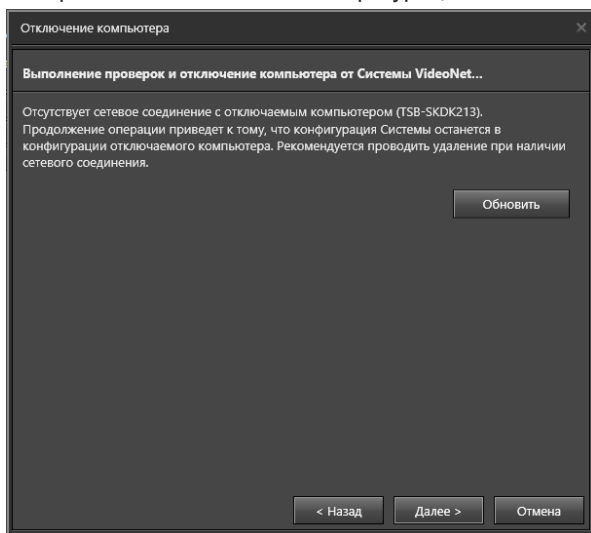 Отключение компьютера
Выполнение проверок и отключение компьютера от Системы VideoNet...
Отсутствует сетевое соединение с отключаемым компьютером (TSB-SKDK213).
Продолжение операции приведет к тому, что конфигурация Системы останется в
конфигурации отключаемого компьютера. Рекомендуется проводить удаление при наличии
сетевого соединения.
Обновить
< Назад
Далее >
Отмена